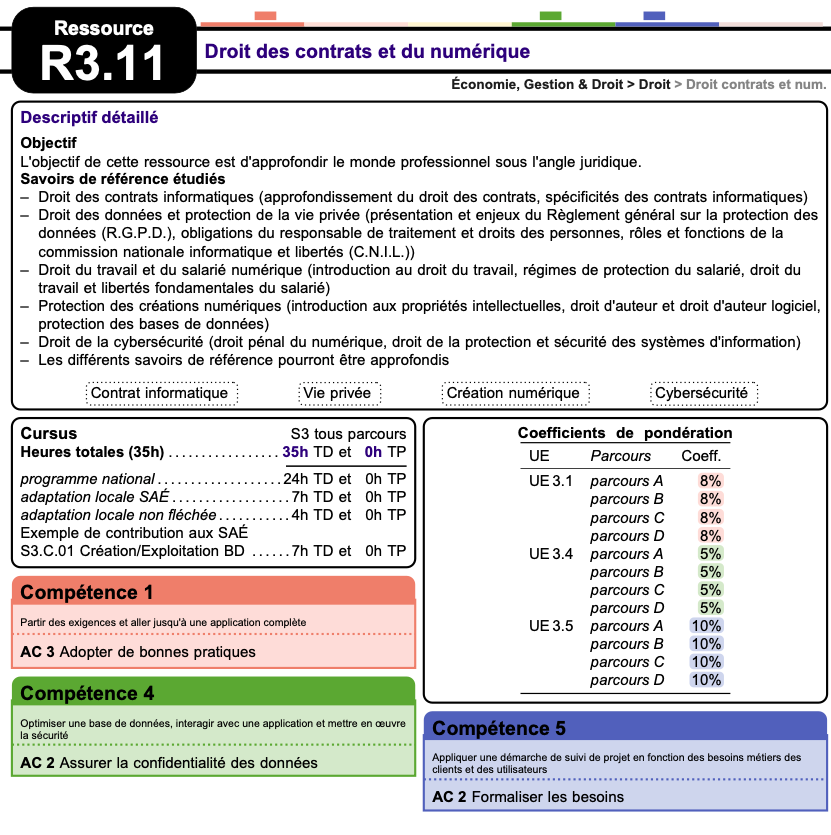 Ressource
R3.11
Droit des contrats et du numérique
Économie, Gestion & Droit > Droit > Droit contrats et num.
Descriptif détaillé
Objectif
L'objectif de cette ressource est d'approfondir le monde professionnel sous l'angle juridique.
Savoirs de référence étudiés
– Droit des contrats informatiques (approfondissement du droit des contrats, spécificités des contrats informatiques)
– Droit des données et protection de la vie privée (présentation et enjeux du Règlement général sur la protection des
données (R.G.P.D.), obligations du responsable de traitement et droits des personnes, rôles et fonctions de la
commission nationale informatique et libertés (C.N.I.L.))
– Droit du travail et du salarié numérique (introduction au droit du travail, régimes de protection du salarié, droit du
travail et libertés fondamentales du salarié)
– Protection des créations numériques (introduction aux propriétés intellectuelles, droit d'auteur et droit d'auteur logiciel,
protection des bases de données)
– Droit de la cybersécurité (droit pénal du numérique, droit de la protection et sécurité des systèmes d'information)
– Les différents savoirs de référence pourront être approfondis
Contrat informatique Vie privée Création numérique Cybersécurité
Cursus S3 tous parcours
Heures totales (35h) . . . . . . . . . . . . . . . . 35h TD et 0h TP
programme national . . . . . . . . . . . . . . . . . . . 24h TD et 0h TP
adaptation locale SAÉ . . . . . . . . . . . . . . . . . 7h TD et 0h TP
adaptation locale non fléchée . . . . . . . . . . . 4h TD et 0h TP
Exemple de contribution aux SAÉ
S3.C.01 Création/Exploitation BD . . . . . . 7h TD et 0h TP
Coefficients de pondération
UE Parcours Coeff.
UE 3.1 parcours A 8%
parcours B 8%
parcours C 8%
parcours D 8%
UE 3.4 parcours A 5%
parcours B 5%
parcours C 5%
parcours D 5%
UE 3.5 parcours A 10%
parcours B 10%
parcours C 10%
parcours D 10%
Compétence 1
Partir des exigences et aller jusqu'à une application complète
AC 3 Adopter de bonnes pratiques
Compétence 4
Optimiser une base de données, interagir avec une application et mettre en œuvre
la sécurité
AC 2 Assurer la confidentialité des données
Compétence 5
Appliquer une démarche de suivi de projet en fonction des besoins métiers des
clients et des utilisateurs
AC 2 Formaliser les besoins